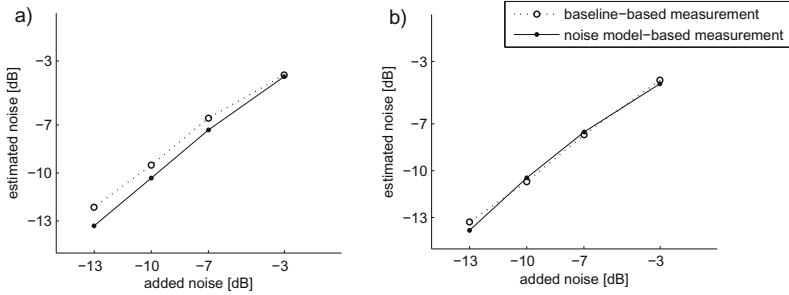 a)
estimated noise [dB]
−3
−7
−10
−13
−13 −10 −7 −3
added noise [dB]
b)
baseline−based measurement
noise model−based measurement
estimated noise [dB]
−3
−7
−10
−13
−13 −10 −7 −3
added noise [dB]